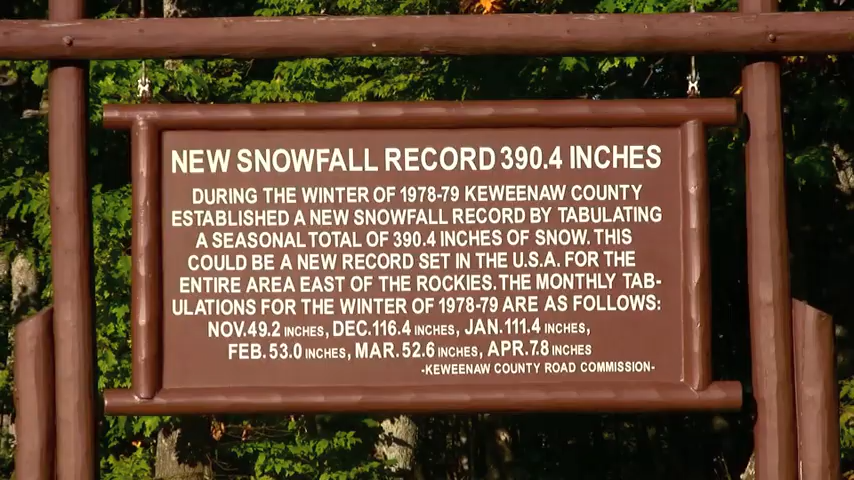 NEW SNOWFALL RECORD 390.4 INCHES
DURING THE WINTER OF 1978-79 KEWEENAW COUNTY
ESTABLISHED A NEW SNOWFALL RECORD BY TABULATING
A SEASONAL TOTAL OF 390.4 INCHES OF SNOW. THIS
COULD BE A NEW RECORD SET IN THE U.S.A. FOR THE
ENTIRE AREA EAST OF THE ROCKIES. THE MONTHLY TAB-
ULATIONS FOR THE WINTER OF 1978-79 ARE AS FOLLOWS:
NOV. 49.2 INCHES, DEC. 116.4 INCHES, JAN. 111.4 INCHES,
FEB. 53.0 INCHES, MAR. 52.6 INCHES, APR. 7.8 INCHES
-KEWEENAW COUNTY ROAD COMMISSION-